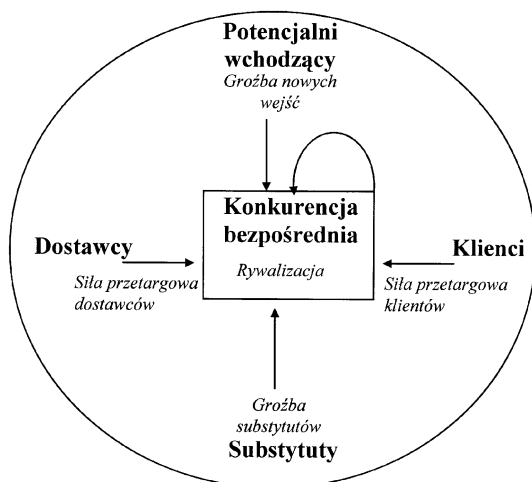 Potencjalni
wchodzący
Groźba nowych
wejść
Konkurencja
bezpośrednia
Rywalizacja
Dostawcy
Siła przetargowa
dostawców
Klienci
Siła przetargowa
klientów
Groźba
substytutów
Substytuty